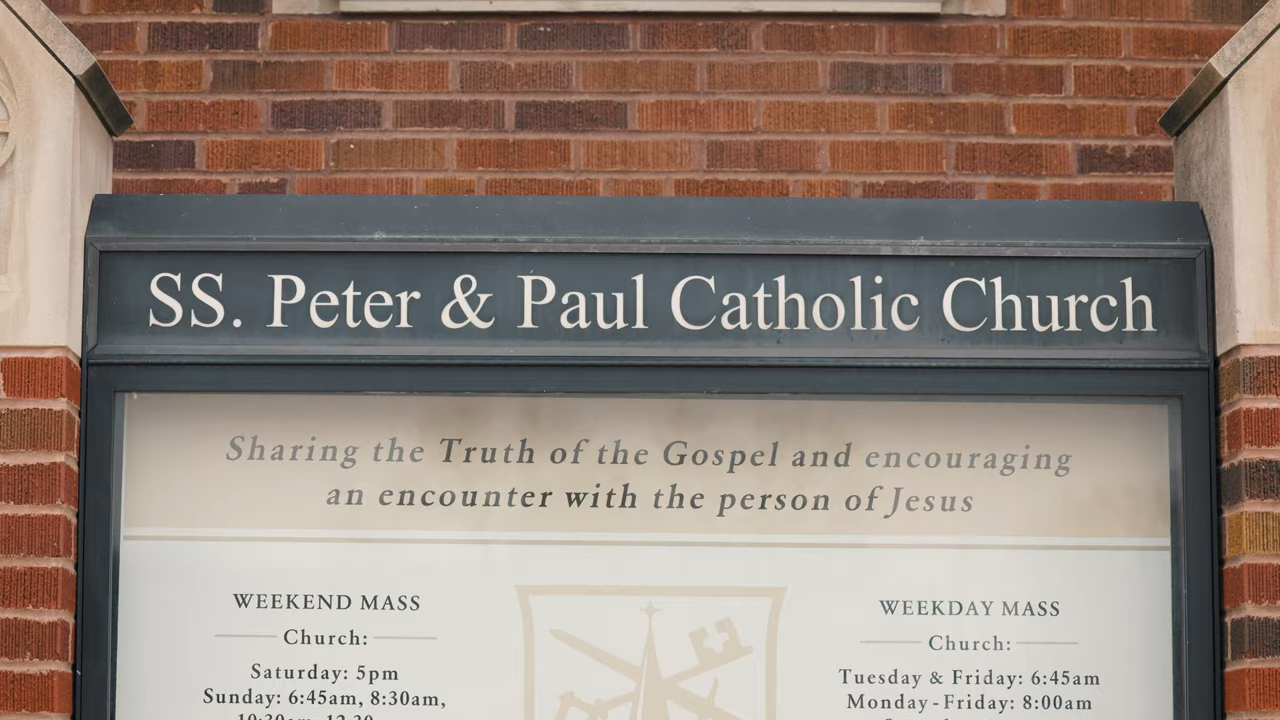 SS. Peter & Paul Catholic Church
Sharing the Truth of the Gospel and encouraging
an encounter with the person of Jesus
WEEKEND MASS
Church:
Saturday: 5pm
Sunday: 6:45am, 8:30am,
WEEKDAY MASS
Church:
Tuesday & Friday: 6:45am
Monday-Friday: 8:00am